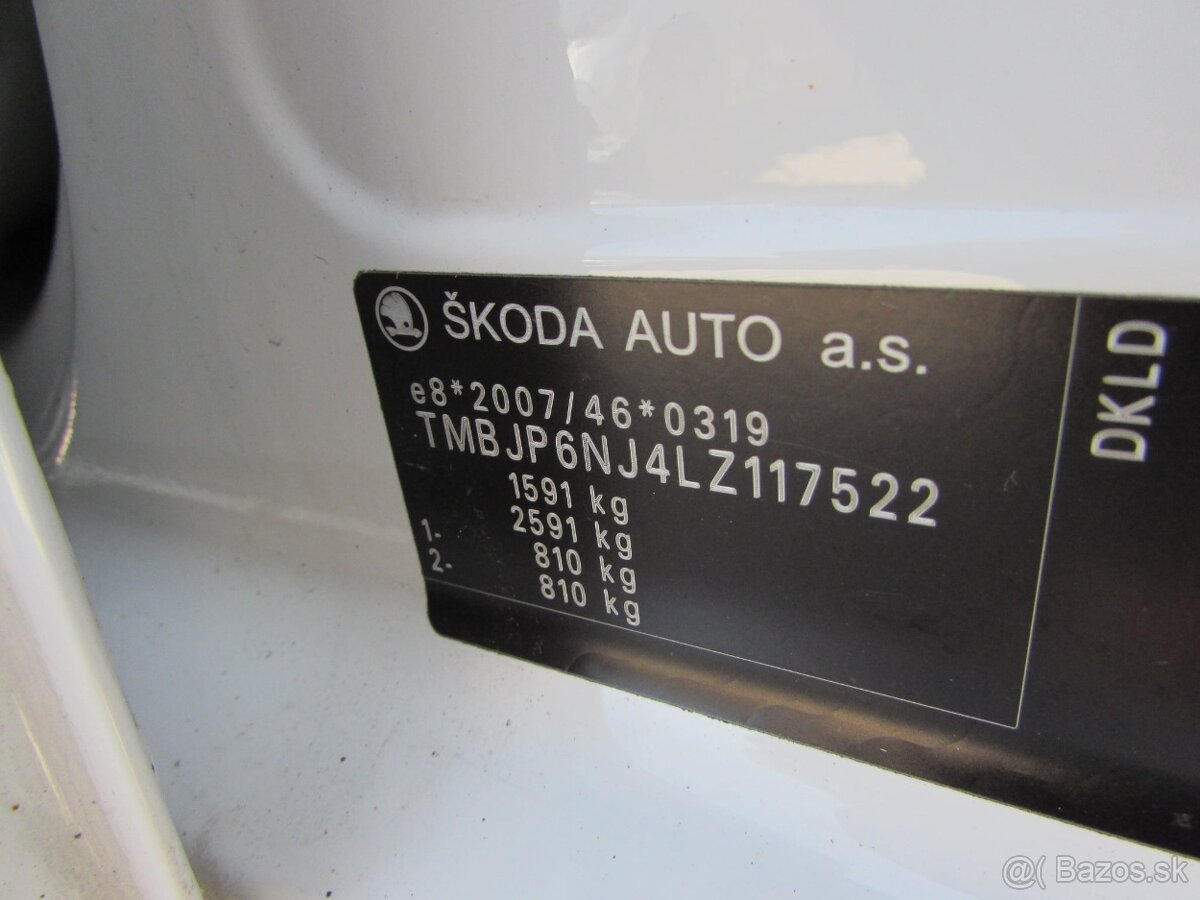 ŠKODA AUTO a.s.
e8*2007/46*0319
TMBJP6NJ4LZ117522
1591 kg
2591 kg
1- 810 kg
2- 810 kg
DKLD
@( Bazos.sk